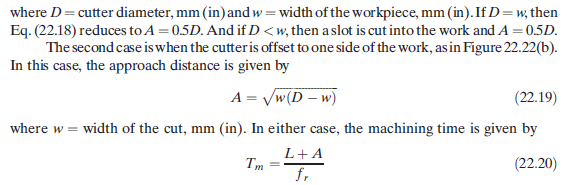 where D = cutter diameter, mm (in) and w = width of the workpiece, mm (in). If D = w, then
Eq. (22.18) reduces to A = 0.5D. And if D < w, then a slot is cut into the work and A = 0.5D.
The second case is when the cutter is offset to one side of the work, as in Figure 22.22(b).
In this case, the approach distance is given by
A = √(w(D − w)) (22.19)
where w = width of the cut, mm (in). In either case, the machining time is given by
T_m = (L + A) / f_r (22.20)